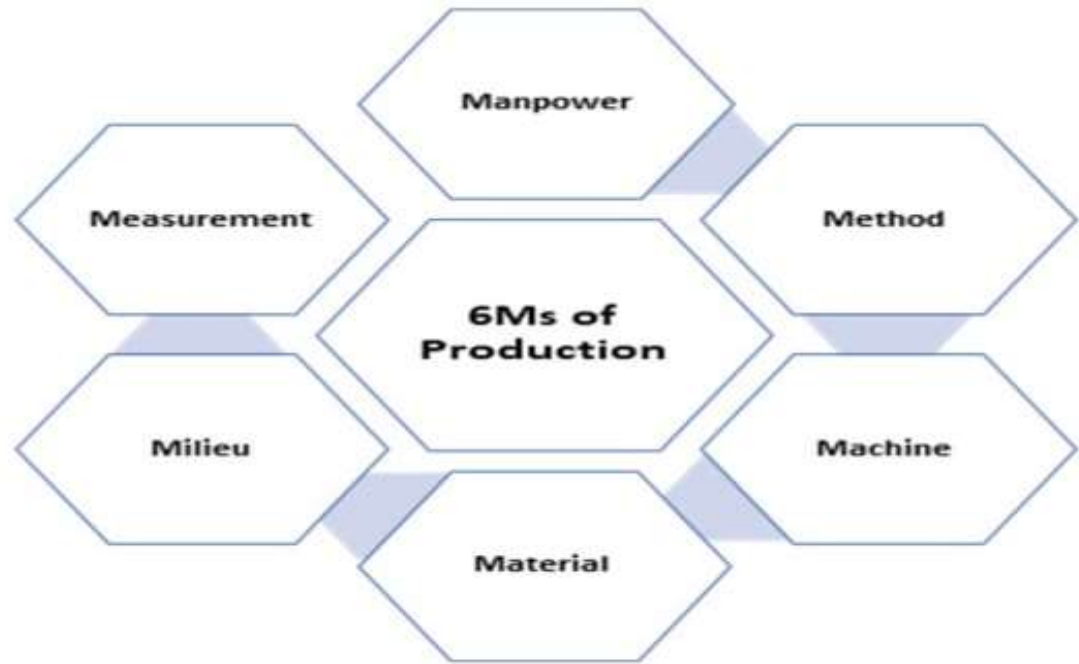 Manpower
Method
Machine
Material
Milieu
Measurement
6Ms of
Production